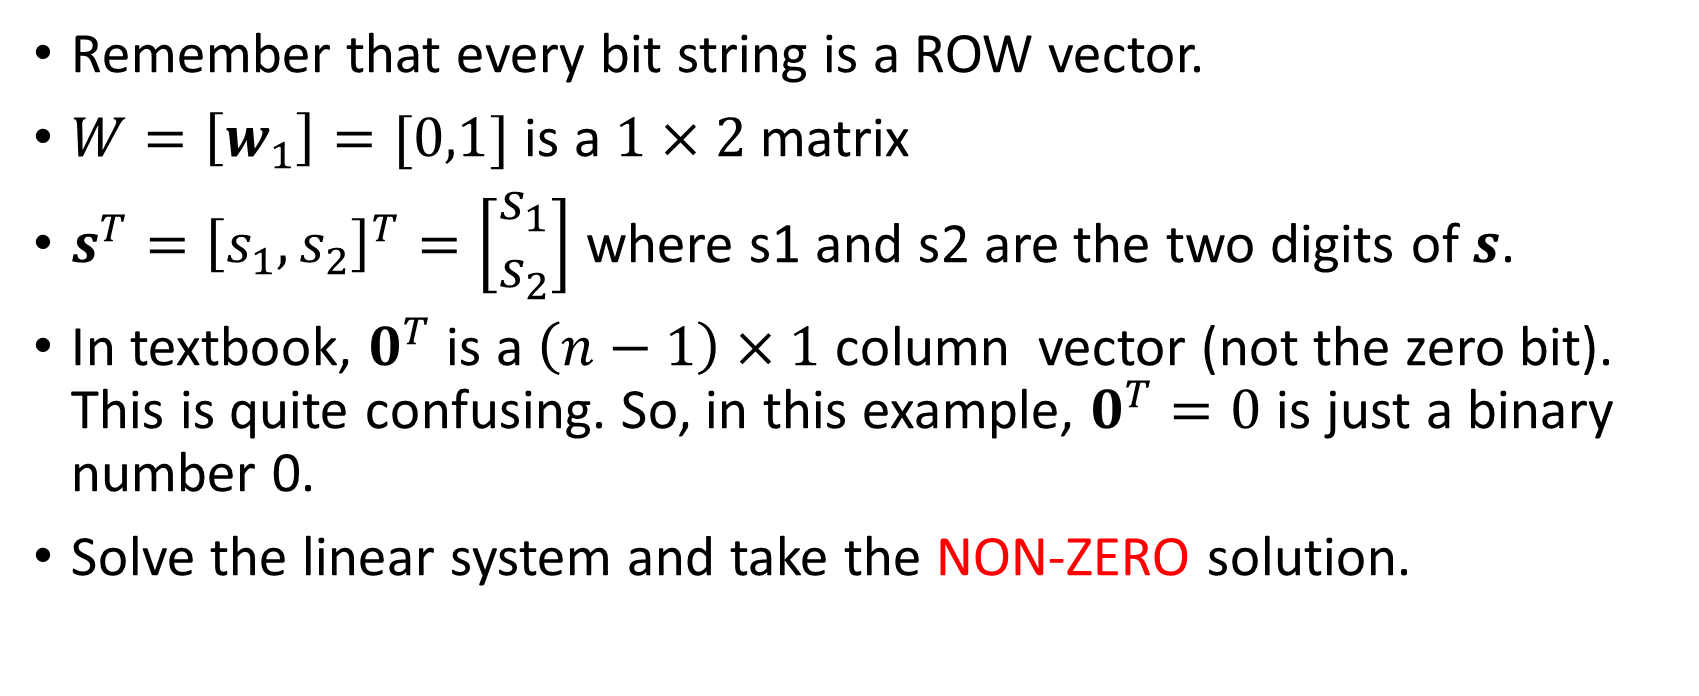 • Remember that every bit string is a ROW vector.
• W = [w₁] = [0,1] is a 1 × 2 matrix
• sᵀ = [s₁, s₂]ᵀ = [s₁ s₂] where s1 and s2 are the two digits of s.
• In textbook, 0ᵀ is a (n − 1) × 1 column vector (not the zero bit).
This is quite confusing. So, in this example, 0ᵀ = 0 is just a binary
number 0.
• Solve the linear system and take the NON-ZERO solution.